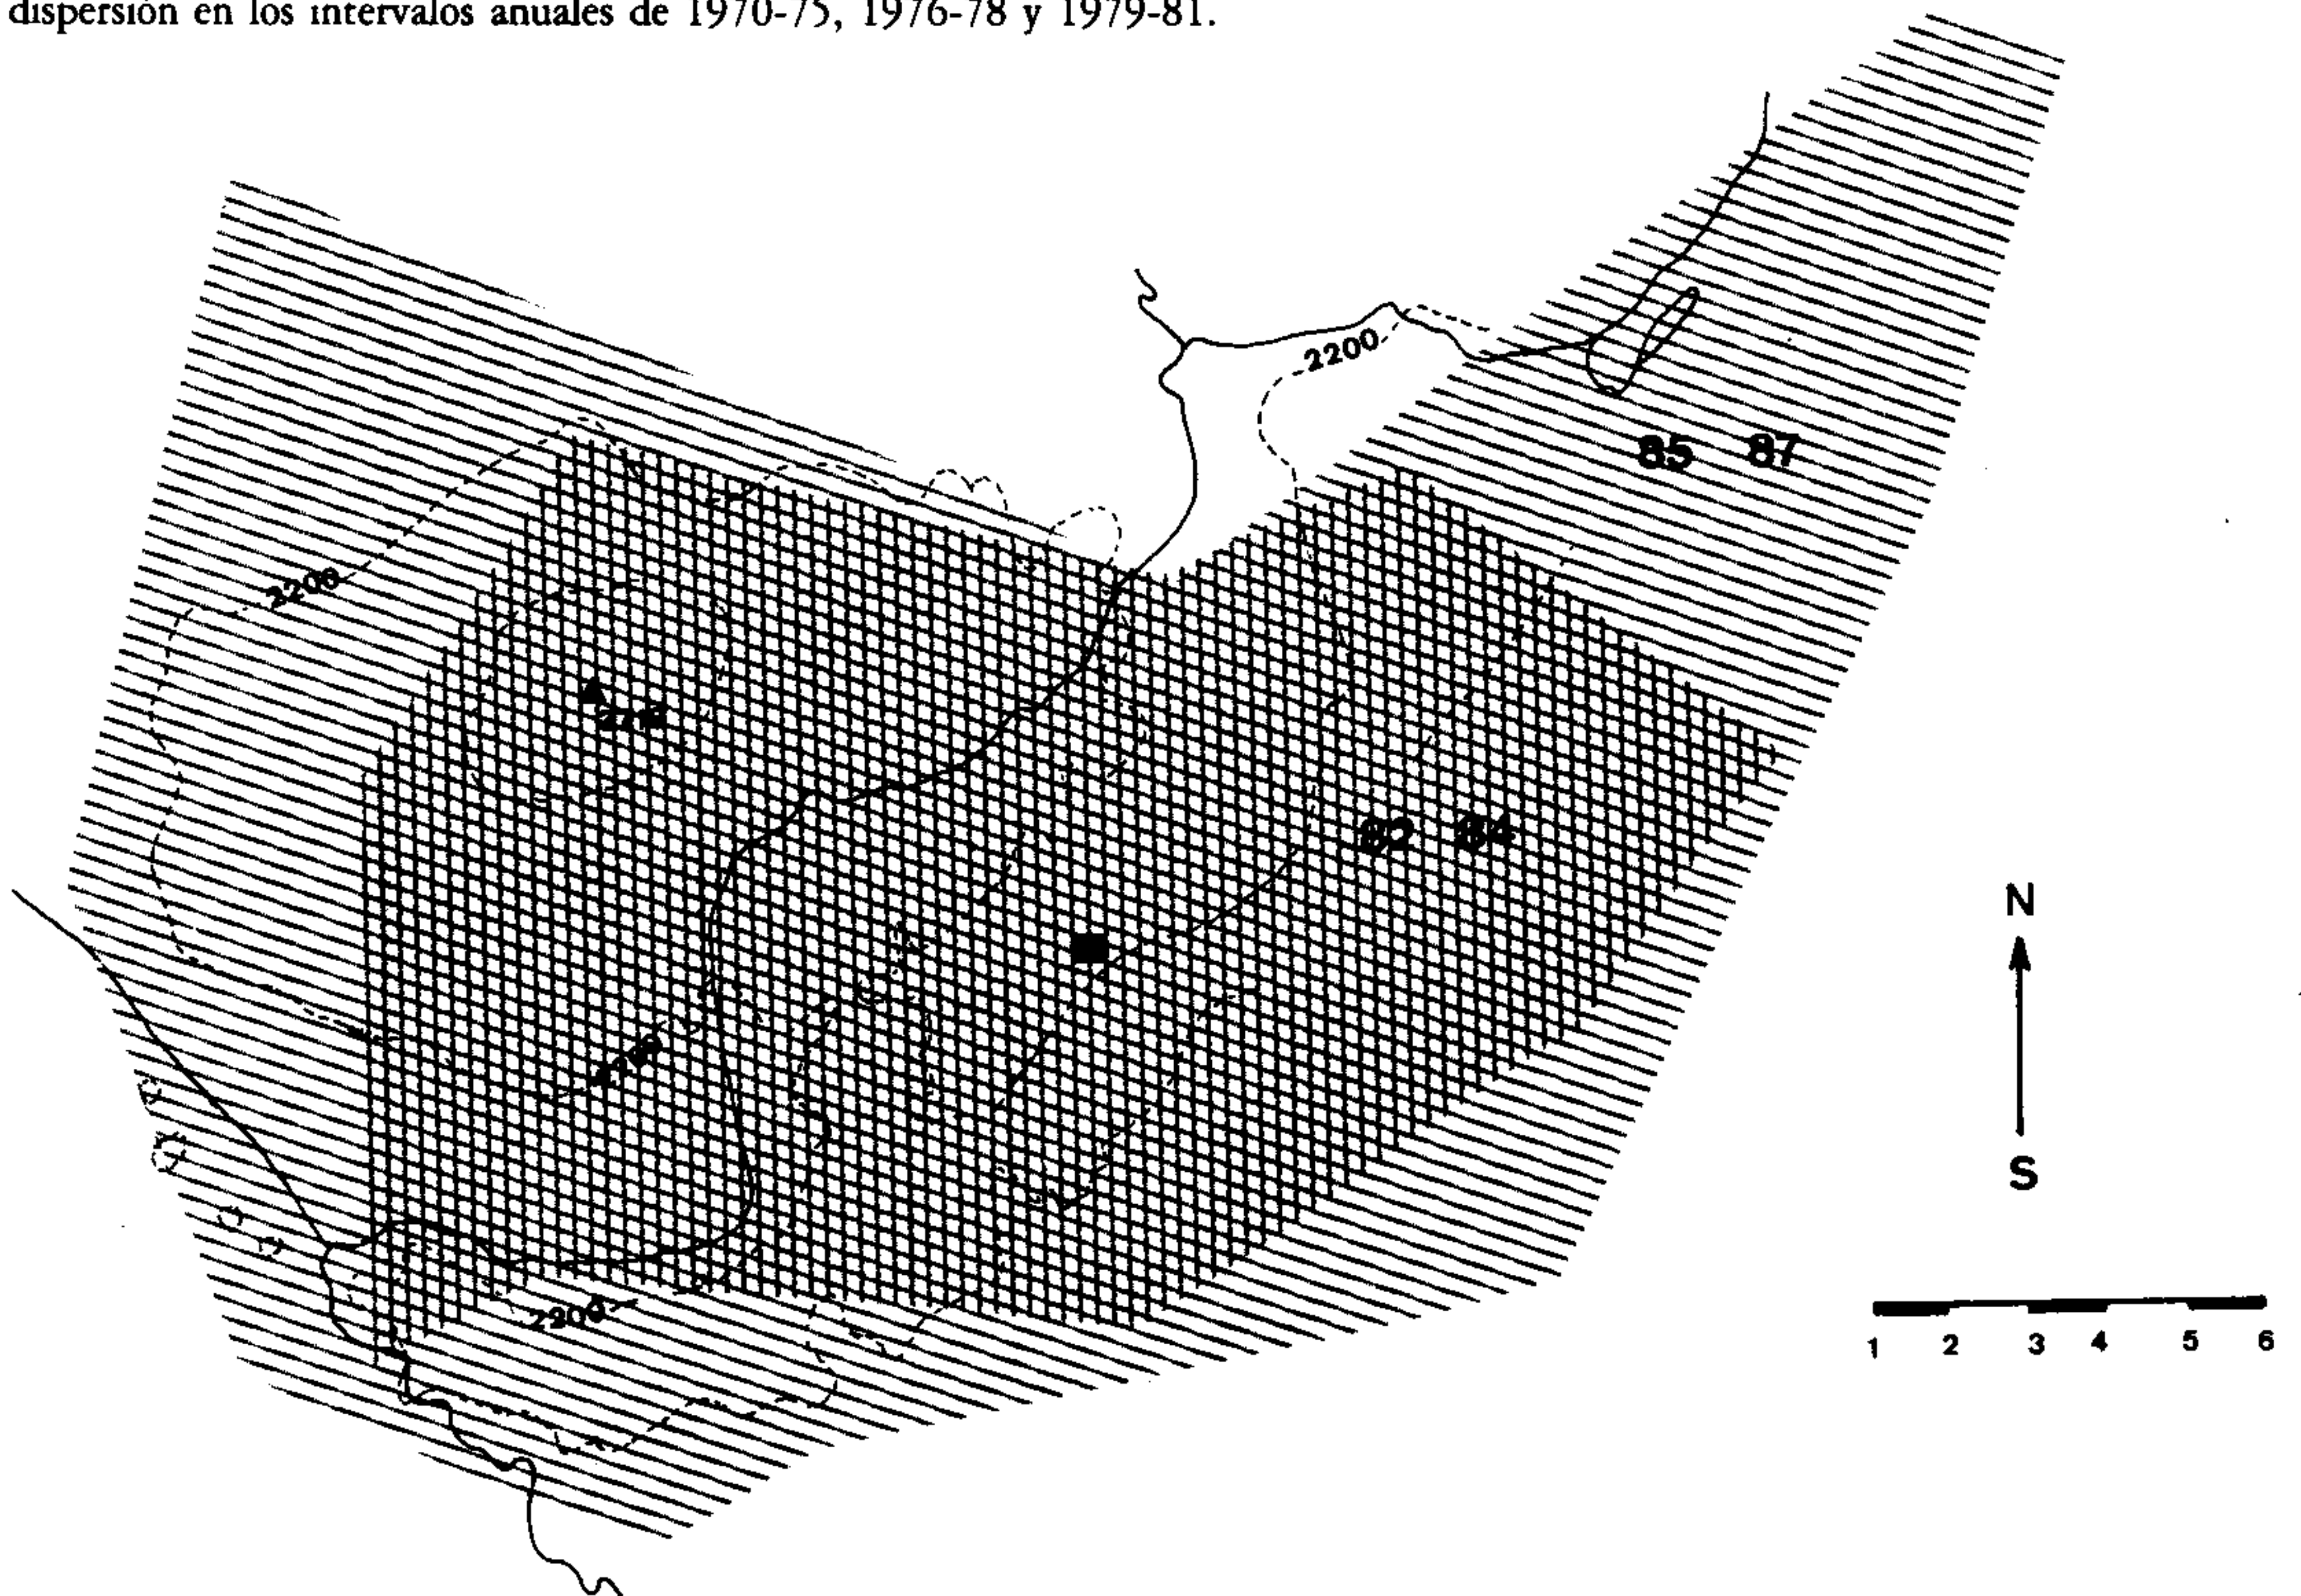 dispersión en los intervalos anuales de 1970-75, 1976-78 y 1979-81.
2200
85 87
2200
82 84
N
S
2200
1 2 3 4 5 6